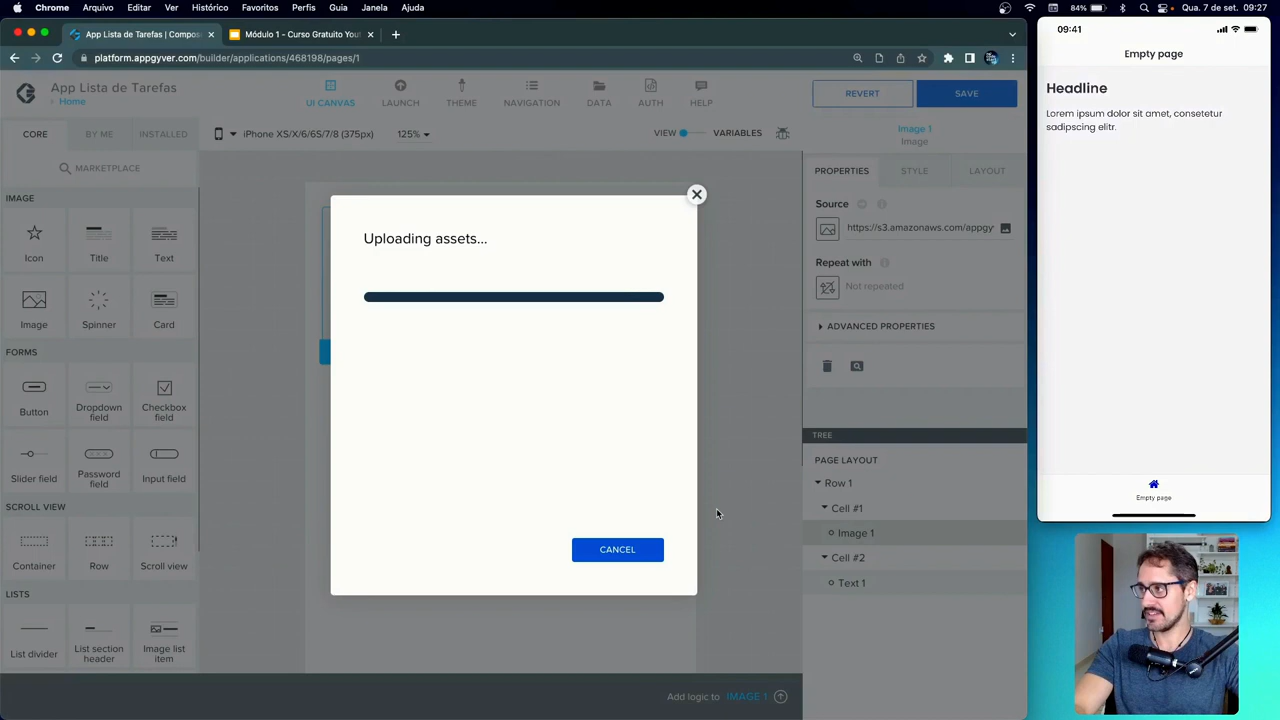 Chrome Arquivo Editar Ver Histórico Favoritos Perfis Guia Janela Ajuda 84% Qua. 7 de set. 09:27
App Lista de Tarefas | Compos
Módulo 1 - Curso Gratuito Yout
platform.appgyver.com/builder/applications/468198/pages/1
App Lista de Tarefas
< Home
UI CANVAS
LAUNCH
THEME
NAVIGATION
DATA
AUTH
HELP
REVERT
SAVE
CORE
BY ME
INSTALLED
iPhone XS/X/6/6S/7/8 (375px)
125%
VIEW
VARIABLES
Image 1
Image
MARKETPLACE
PROPERTIES
STYLE
LAYOUT
IMAGE
Icon
Title
Text
Image
Spinner
Card
FORMS
Button
Dropdown
field
Checkbox
field
Slider field
Password
field
Input field
SCROLL VIEW
Container
Row
Scroll view
LISTS
List divider
List section
header
Image list
item
Uploading assets...
CANCEL
Source
https://s3.amazonaws.com/appgy
Repeat with
Not repeated
ADVANCED PROPERTIES
TREE
PAGE LAYOUT
Row 1
Cell #1
Image 1
Cell #2
Text 1
Add logic to IMAGE 1
09:41
Empty page
Headline
Lorem ipsum dolor sit amet, consetetur
sadipscing elitr.
Empty page